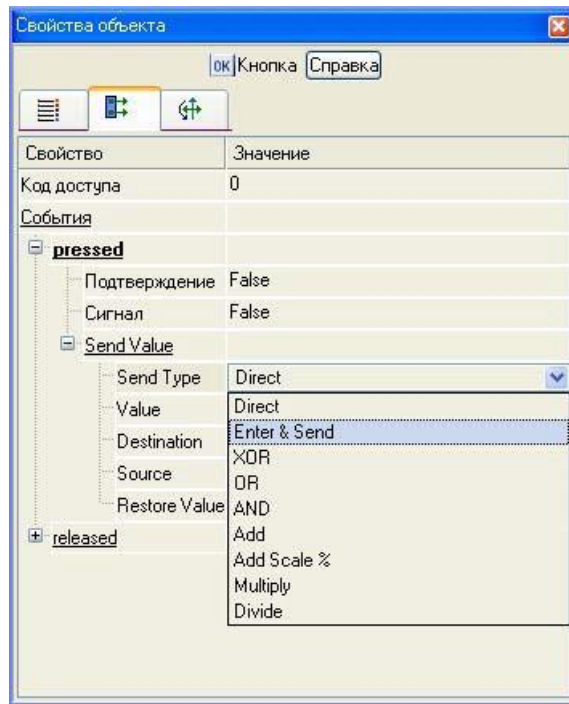 Свойства объекта
OK Кнопка Справка
Свойство Значение
Код доступа 0
События
pressed
Подтверждение False
Сигнал False
Send Value
Send Type Direct
Value Direct
Destination Enter & Send
XOR
Source OR
Restore Value AND
released Add
Add Scale %
Multiply
Divide